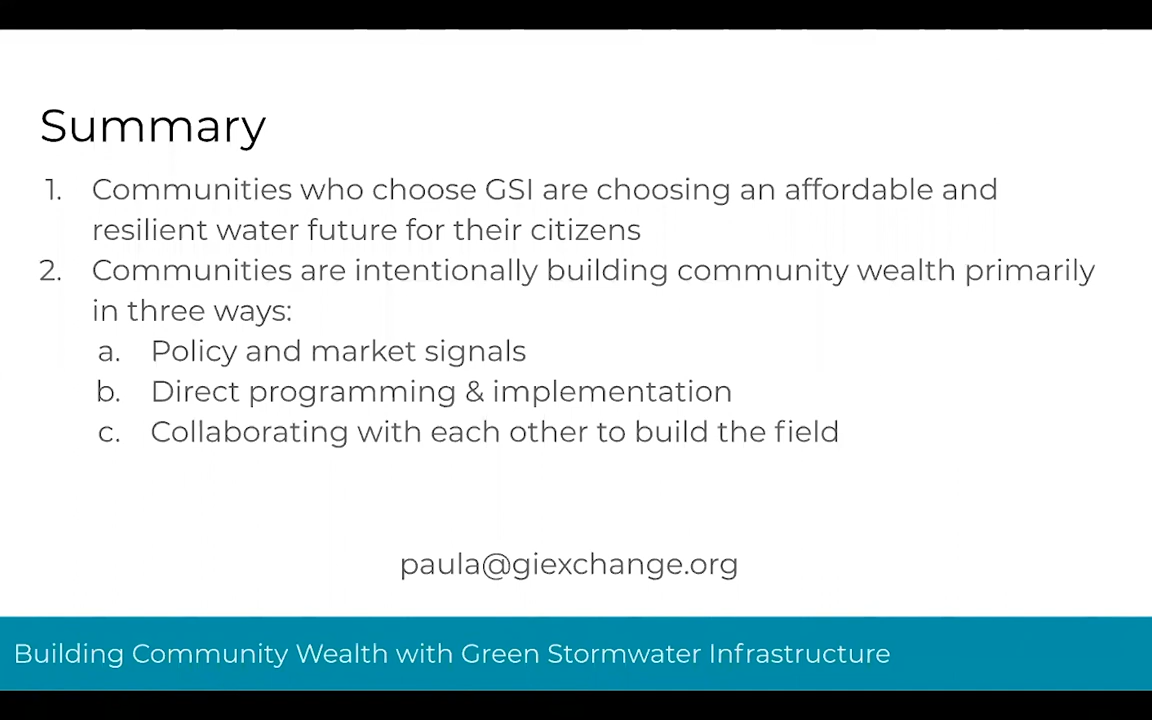 Summary
1. Communities who choose GSI are choosing an affordable and
resilient water future for their citizens
2. Communities are intentionally building community wealth primarily
in three ways:
a. Policy and market signals
b. Direct programming & implementation
c. Collaborating with each other to build the field
paula@giexchange.org
Building Community Wealth with Green Stormwater Infrastructure